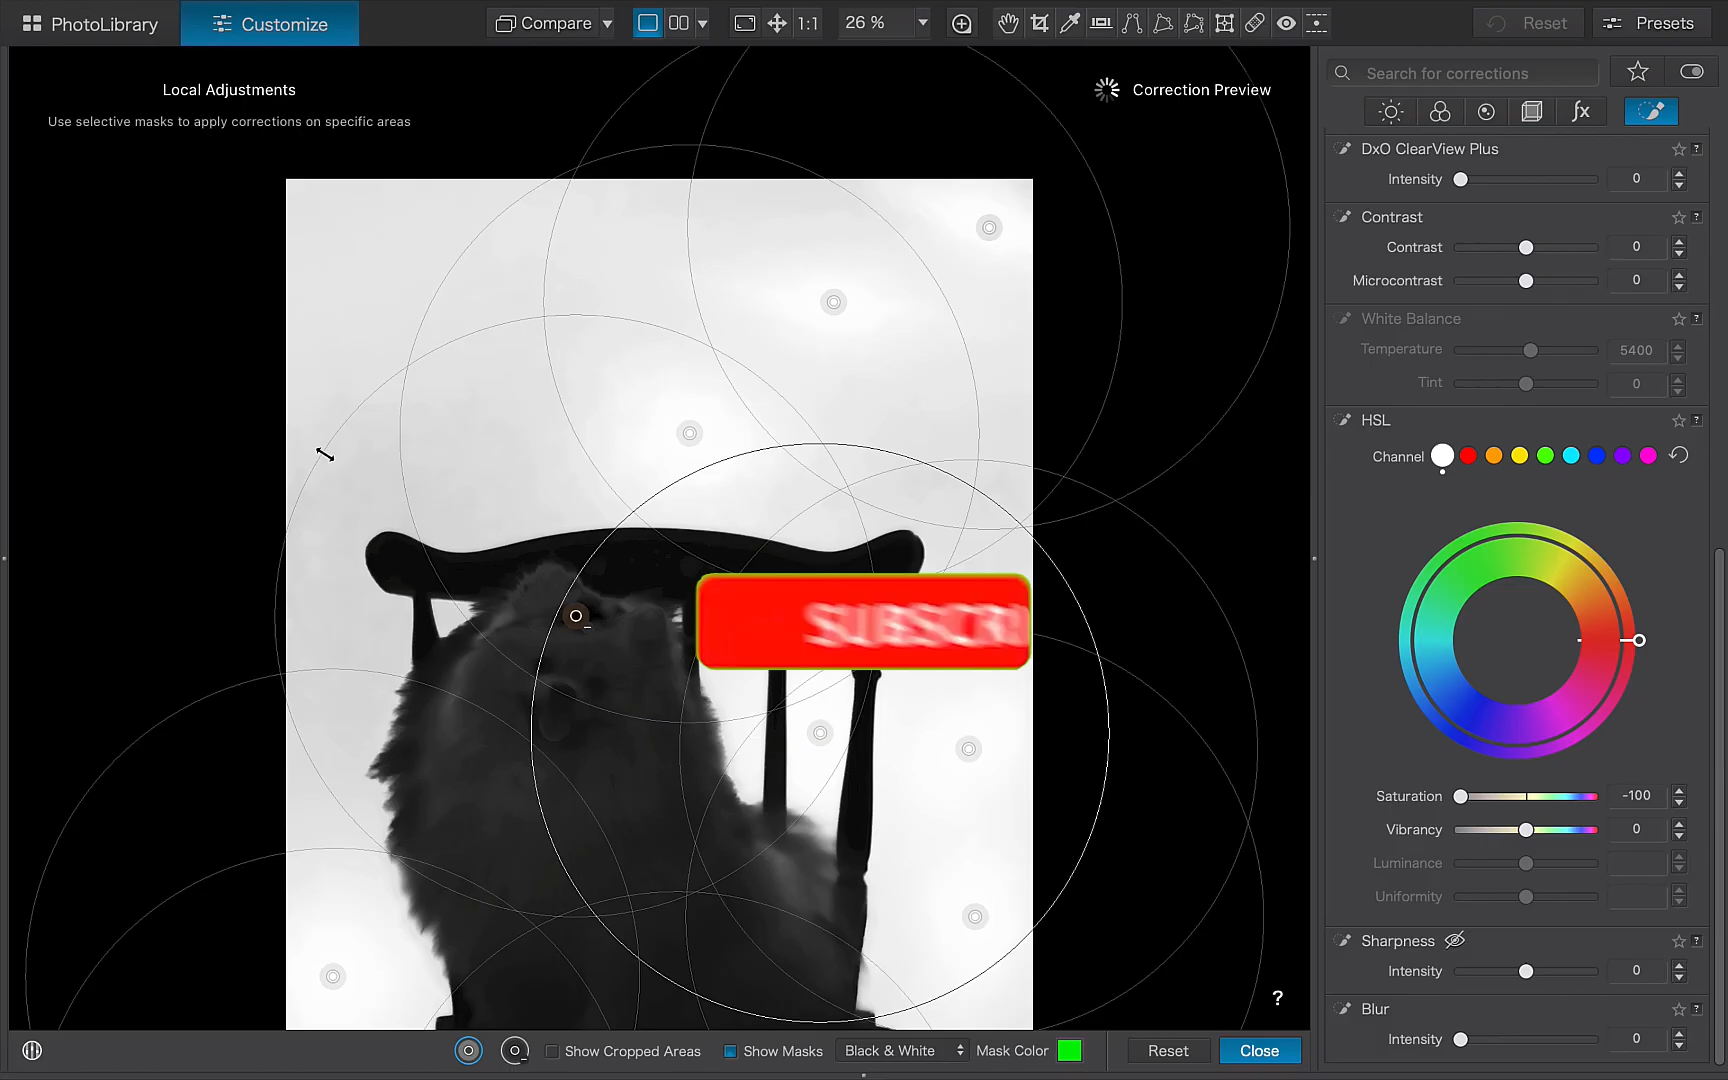 PhotoLibrary
Customize
Compare
1:1
26 %
Reset
Presets
Local Adjustments
Use selective masks to apply corrections on specific areas
Correction Preview
Search for corrections
fx
DxO ClearView Plus
?
Intensity
0
Contrast
?
Contrast
0
Microcontrast
0
White Balance
?
Temperature
5400
Tint
0
HSL
?
Channel
Saturation
-100
Vibrancy
0
Luminance
Uniformity
Sharpness
?
Intensity
0
Blur
?
Intensity
0
?
Show Cropped Areas
Show Masks
Black & White
Mask Color
Reset
Close